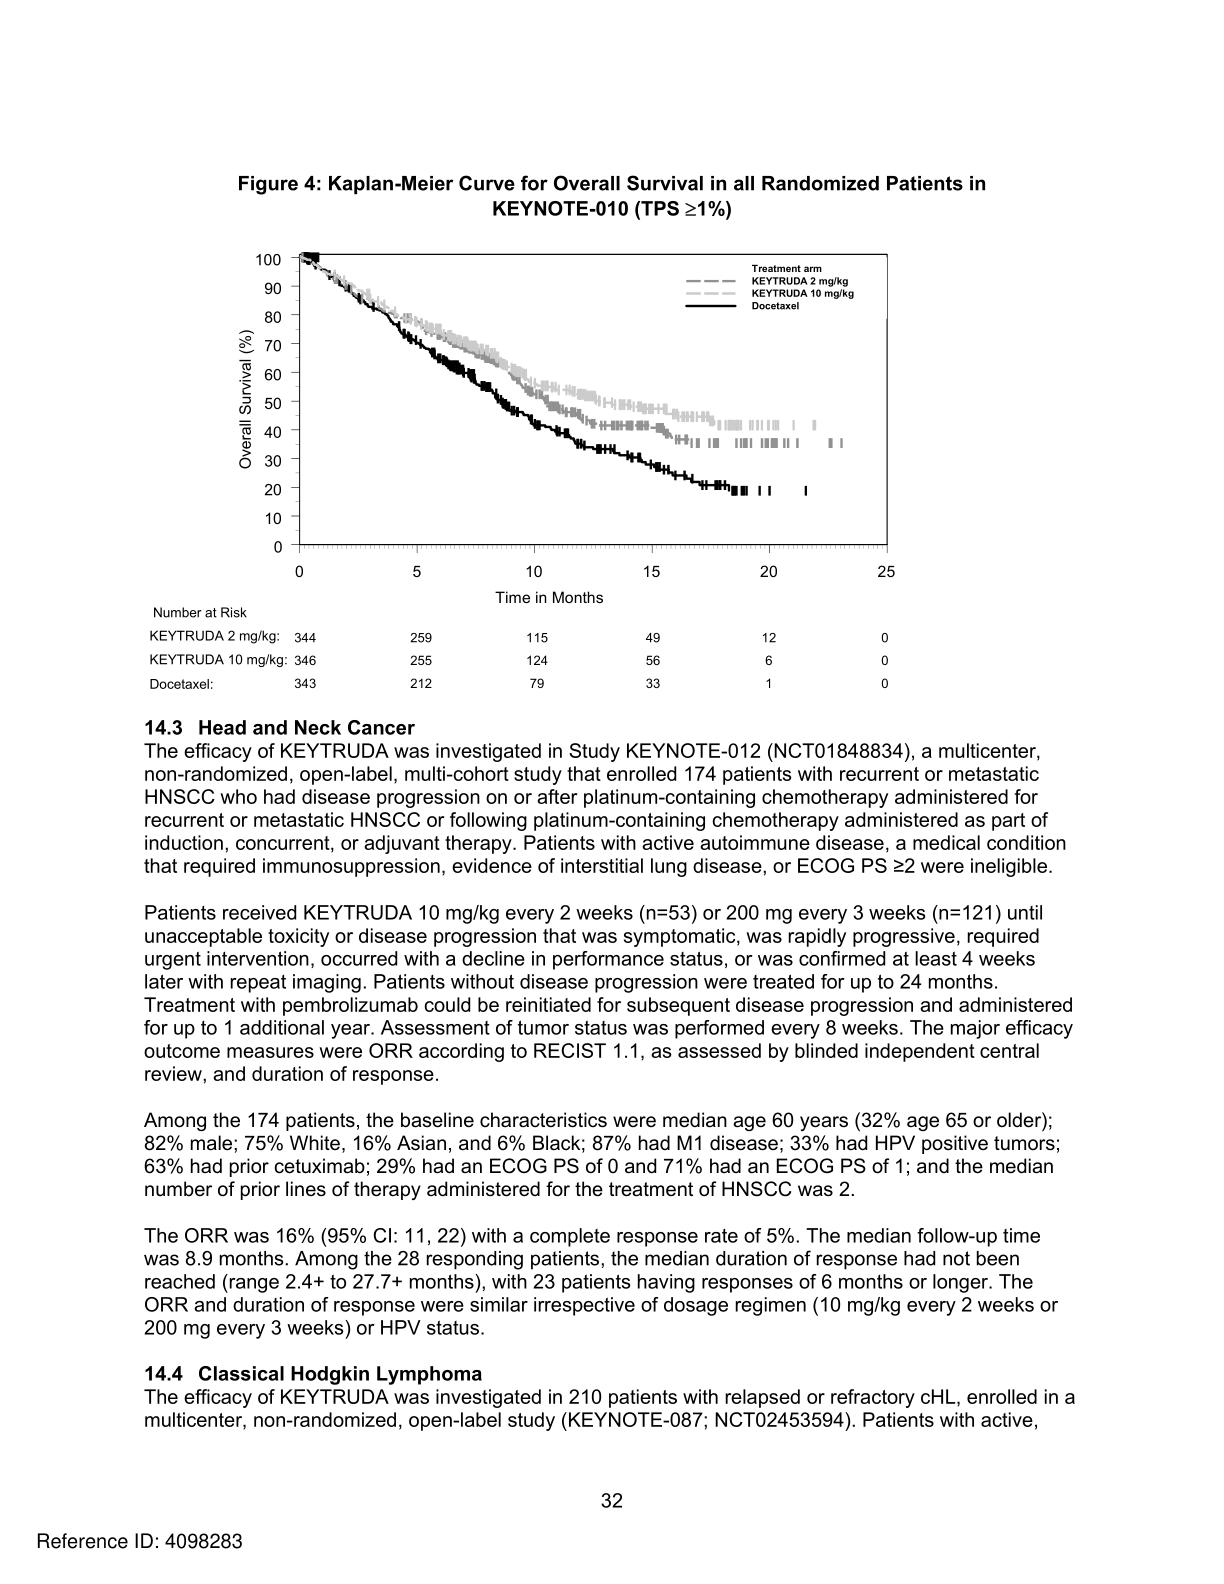 Figure 4: Kaplan-Meier Curve for Overall Survival in all Randomized Patients in
KEYNOTE-010 (TPS ≥1%)
Treatment arm
KEYTRUDA 2 mg/kg
KEYTRUDA 10 mg/kg
Docetaxel
Overall Survival (%)
100
90
80
70
60
50
40
30
20
10
0
0 5 10 15 20 25
Time in Months
Number at Risk
KEYTRUDA 2 mg/kg: 344 259 115 49 12 0
KEYTRUDA 10 mg/kg: 346 255 124 56 6 0
Docetaxel: 343 212 79 33 1 0
14.3 Head and Neck Cancer
The efficacy of KEYTRUDA was investigated in Study KEYNOTE-012 (NCT01848834), a multicenter,
non-randomized, open-label, multi-cohort study that enrolled 174 patients with recurrent or metastatic
HNSCC who had disease progression on or after platinum-containing chemotherapy administered for
recurrent or metastatic HNSCC or following platinum-containing chemotherapy administered as part of
induction, concurrent, or adjuvant therapy. Patients with active autoimmune disease, a medical condition
that required immunosuppression, evidence of interstitial lung disease, or ECOG PS ≥2 were ineligible.
Patients received KEYTRUDA 10 mg/kg every 2 weeks (n=53) or 200 mg every 3 weeks (n=121) until
unacceptable toxicity or disease progression that was symptomatic, was rapidly progressive, required
urgent intervention, occurred with a decline in performance status, or was confirmed at least 4 weeks
later with repeat imaging. Patients without disease progression were treated for up to 24 months.
Treatment with pembrolizumab could be reinitiated for subsequent disease progression and administered
for up to 1 additional year. Assessment of tumor status was performed every 8 weeks. The major efficacy
outcome measures were ORR according to RECIST 1.1, as assessed by blinded independent central
review, and duration of response.
Among the 174 patients, the baseline characteristics were median age 60 years (32% age 65 or older);
82% male; 75% White, 16% Asian, and 6% Black; 87% had M1 disease; 33% had HPV positive tumors;
63% had prior cetuximab; 29% had an ECOG PS of 0 and 71% had an ECOG PS of 1; and the median
number of prior lines of therapy administered for the treatment of HNSCC was 2.
The ORR was 16% (95% CI: 11, 22) with a complete response rate of 5%. The median follow-up time
was 8.9 months. Among the 28 responding patients, the median duration of response had not been
reached (range 2.4+ to 27.7+ months), with 23 patients having responses of 6 months or longer. The
ORR and duration of response were similar irrespective of dosage regimen (10 mg/kg every 2 weeks or
200 mg every 3 weeks) or HPV status.
14.4 Classical Hodgkin Lymphoma
The efficacy of KEYTRUDA was investigated in 210 patients with relapsed or refractory cHL, enrolled in a
multicenter, non-randomized, open-label study (KEYNOTE-087; NCT02453594). Patients with active,
32
Reference ID: 4098283